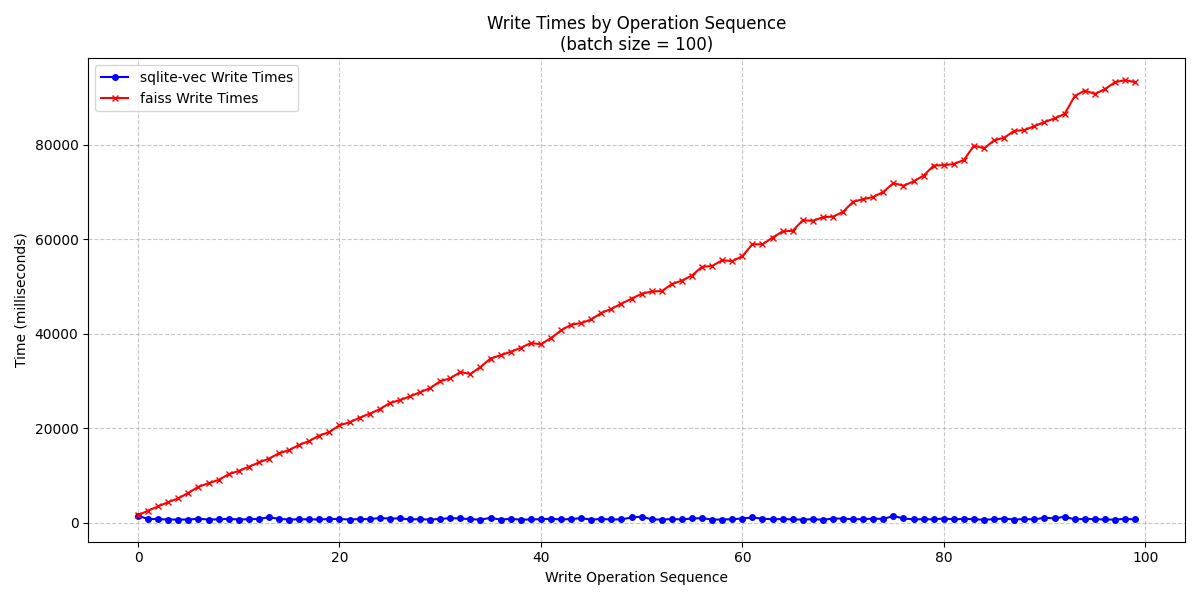 Write Times by Operation Sequence
(batch size = 100)
sqlite-vec Write Times
faiss Write Times
Time (milliseconds)
80000
60000
40000
20000
0
0 20 40 60 80 100
Write Operation Sequence